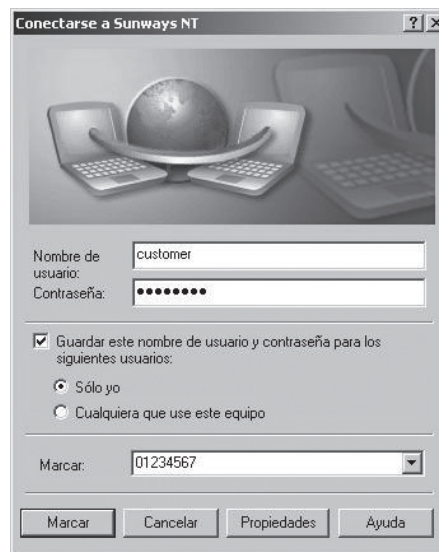 Conectarse a Sunways NT
Nombre de
usuario:
customer
Contraseña:
••••••••
Guardar este nombre de usuario y contraseña para los
siguientes usuarios:
Sólo yo
Cualquiera que use este equipo
Marcar:
01234567
Marcar
Cancelar
Propiedades
Ayuda